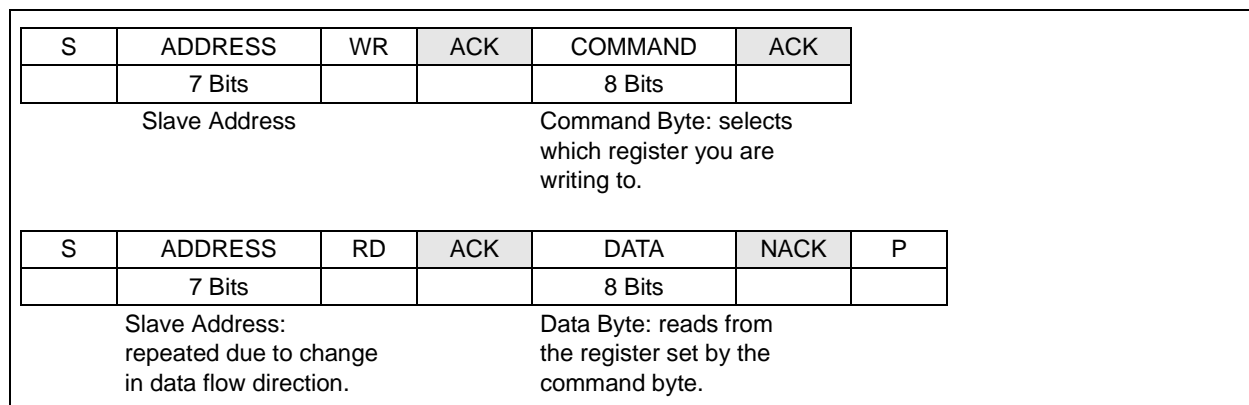 S ADDRESS WR ACK COMMAND ACK
7 Bits 8 Bits
Slave Address
Command Byte: selects
which register you are
writing to.
S ADDRESS RD ACK DATA NACK P
7 Bits 8 Bits
Slave Address:
repeated due to change
in data flow direction.
Data Byte: reads from
the register set by the
command byte.